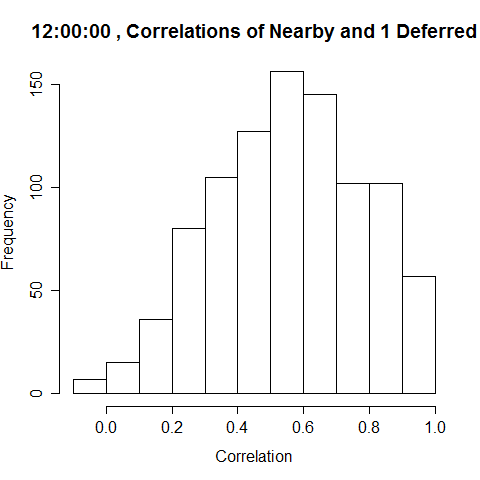 12:00:00 , Correlations of Nearby and 1 Deferred
Frequency
150
100
50
0
0.0 0.2 0.4 0.6 0.8 1.0
Correlation